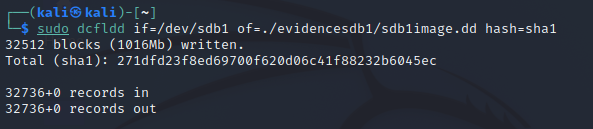 ┌──(kali㉿kali)-[~]
└─$ sudo dcfldd if=/dev/sdb1 of=./evidencesdb1/sdb1image.dd hash=sha1
32512 blocks (1016Mb) written.
Total (sha1): 271dfd23f8ed69700f620d06c41f88232b6045ec
32736+0 records in
32736+0 records out